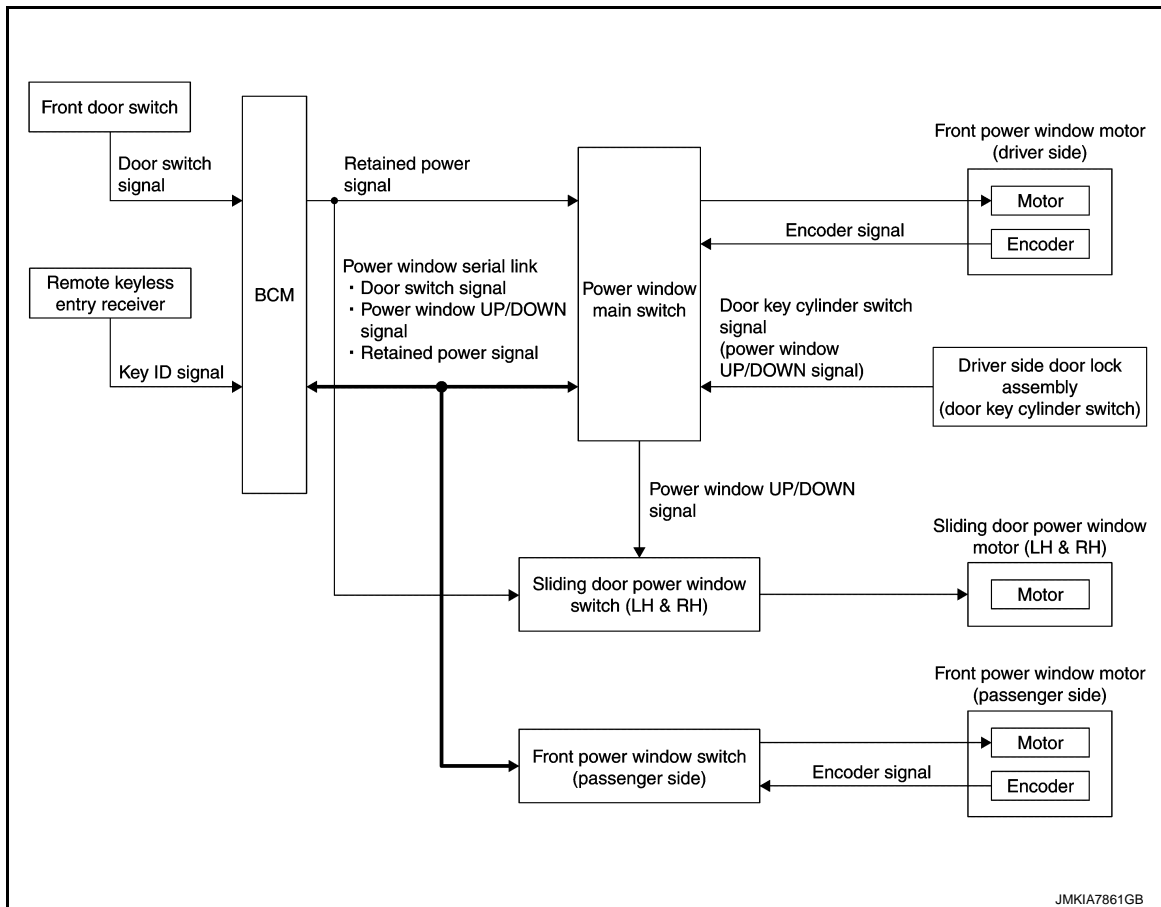 Front door switch
Door switch
signal
Remote keyless
entry receiver
Key ID signal
BCM
Retained power
signal
Power window serial link
・Door switch signal
・Power window UP/DOWN
signal
・Retained power signal
Power window
main switch
Front power window motor
(driver side)
Motor
Encoder signal
Encoder
Door key cylinder switch
signal
(power window
UP/DOWN signal)
Driver side door lock
assembly
(door key cylinder switch)
Power window UP/DOWN
signal
Sliding door power window
switch (LH & RH)
Sliding door power window
motor (LH & RH)
Motor
Front power window switch
(passenger side)
Front power window motor
(passenger side)
Motor
Encoder signal
Encoder
JMKIA7861GB